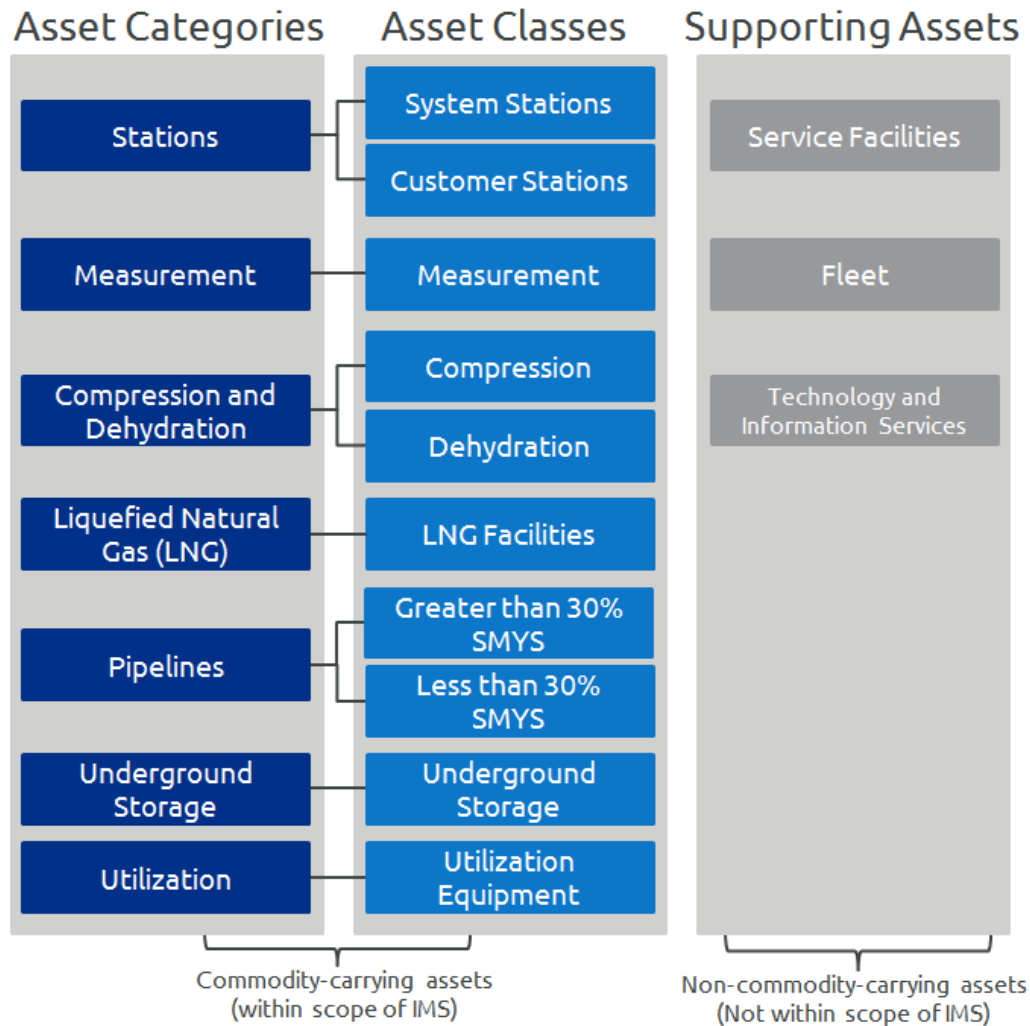 Asset Categories
Asset Classes
Supporting Assets
Stations
System Stations
Customer Stations
Service Facilities
Measurement
Measurement
Fleet
Compression and
Dehydration
Compression
Dehydration
Technology and
Information Services
Liquefied Natural
Gas (LNG)
LNG Facilities
Pipelines
Greater than 30%
SMYS
Less than 30%
SMYS
Underground
Storage
Underground
Storage
Utilization
Utilization
Equipment
Commodity-carrying assets
(within scope of IMS)
Non-commodity-carrying assets
(Not within scope of IMS)